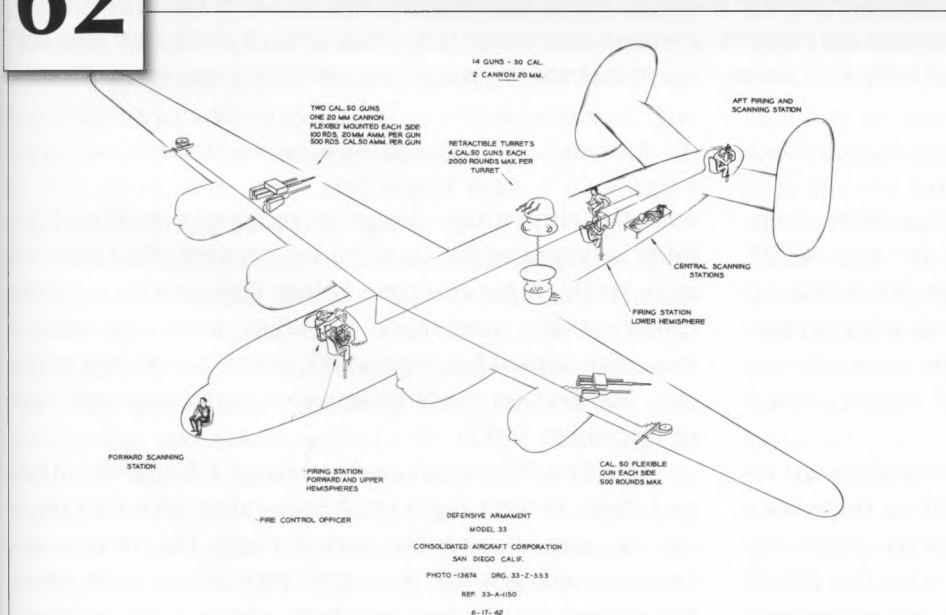 62
14 GUNS - 50 CAL.
2 CANNON 20 MM.
TWO CAL. 50 GUNS
ONE 20 MM CANNON
FLEXIBLY MOUNTED EACH SIDE
100 RDS. 20MM AMM. PER GUN
500 RDS. CAL.50 AMM. PER GUN
RETRACTIBLE TURRET'S
4 CAL.50 GUNS EACH
2000 ROUNDS MAX. PER
TURRET
AFT FIRING AND
SCANNING STATION
CENTRAL SCANNING
STATIONS
FIRING STATION
LOWER HEMISPHERE
FORWARD SCANNING
STATION
FIRING STATION
FORWARD AND UPPER
HEMISPHERES
-FIRE CONTROL OFFICER
CAL. 50 FLEXIBLE
GUN EACH SIDE
500 ROUNDS MAX.
DEFENSIVE ARMAMENT
MODEL 33
CONSOLIDATED AIRCRAFT CORPORATION
SAN DIEGO CALIF.
PHOTO -13674 DRG. 33-Z-553
REF. 33-A-1150
6-17-42